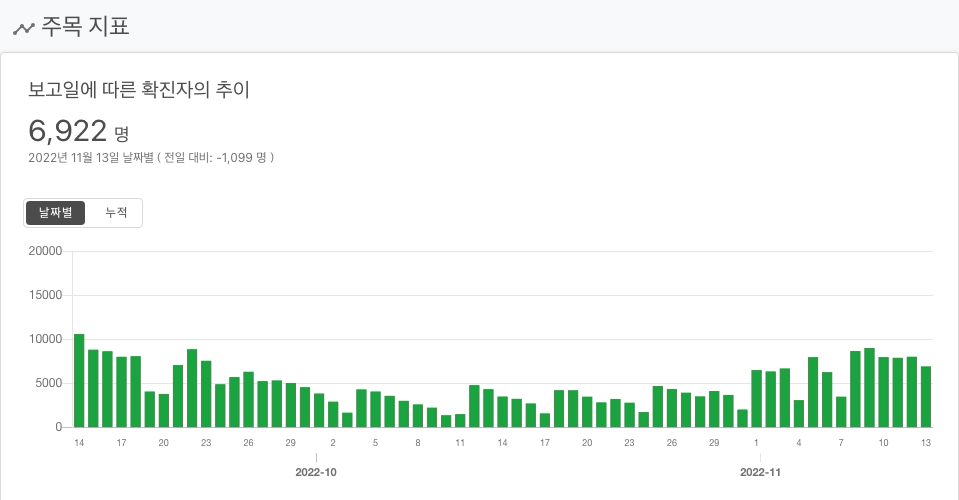 주목 지표
보고일에 따른 확진자의 추이
6,922 명
2022년 11월 13일 날짜별 ( 전일 대비: -1,099 명 )
날짜별 누적
20000
15000
10000
5000
0
14 17 20 23 26 29 2 5 8 11 14 17 20 23 26 29 1 4 7 10 13
2022-10 2022-11